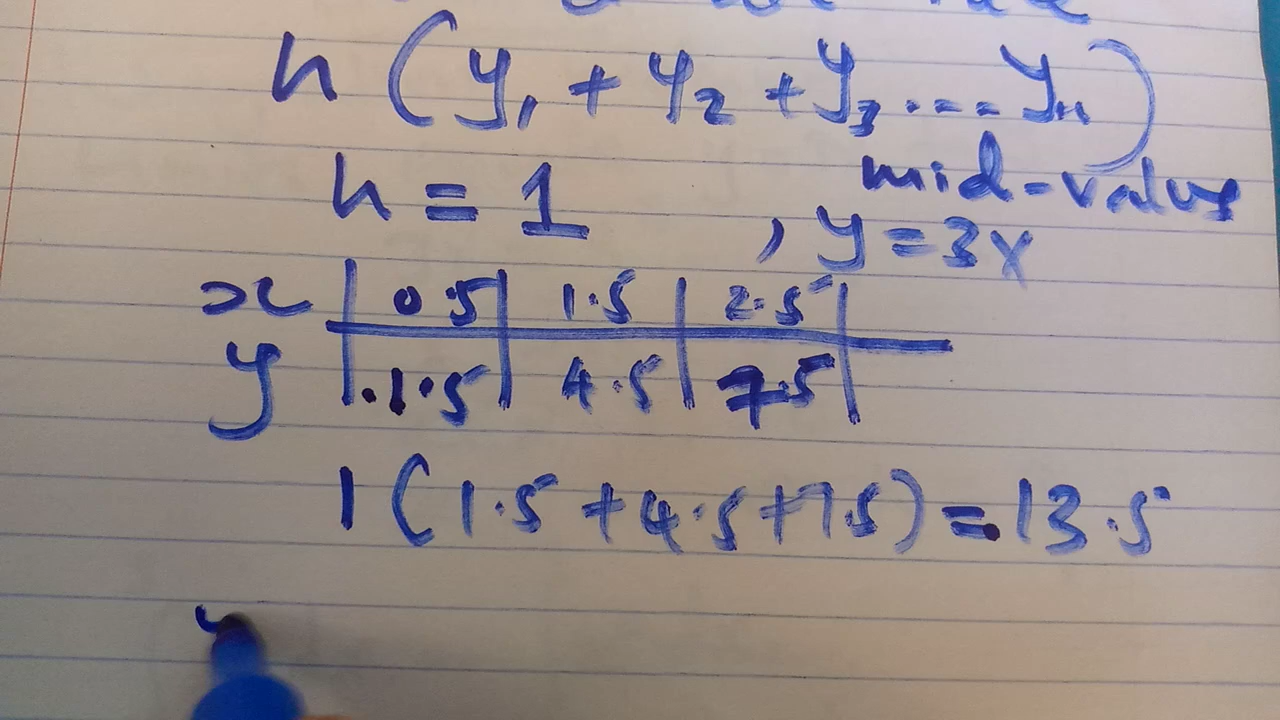 h (y₁ + y₂ + y₃ .... yₙ)
mid-values
h = 1 , y = 3x
x | 0.5 | 1.5 | 2.5 |
y | .1.5 | 4.5 | 7.5 |
1 (1.5 + 4.5 + 7.5) = 13.5